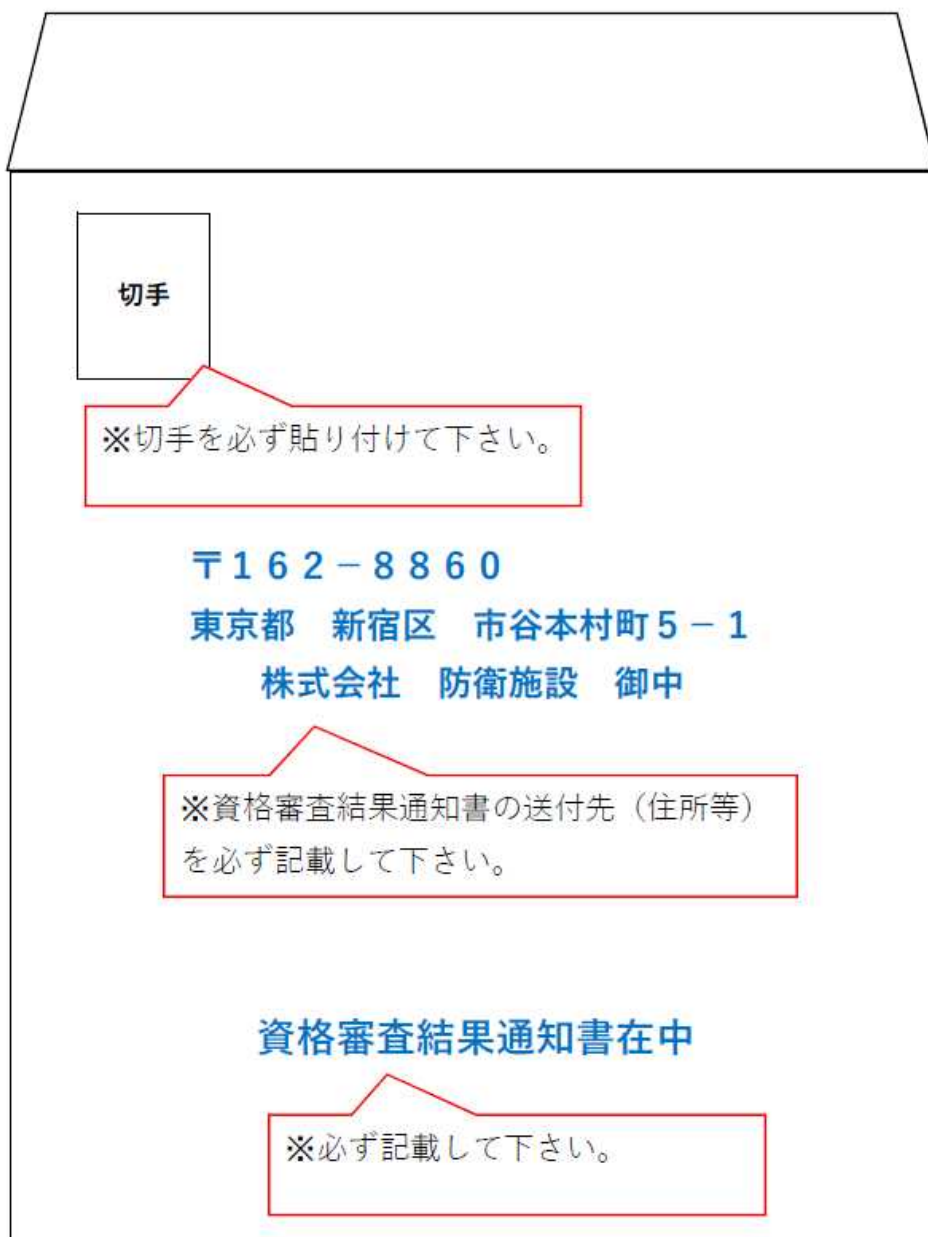 切手
※切手を必ず貼り付けて下さい。
〒１６２－８８６０
東京都　新宿区　市谷本村町５－１
株式会社　防衛施設　御中
※資格審査結果通知書の送付先（住所等）
を必ず記載して下さい。
資格審査結果通知書在中
※必ず記載して下さい。